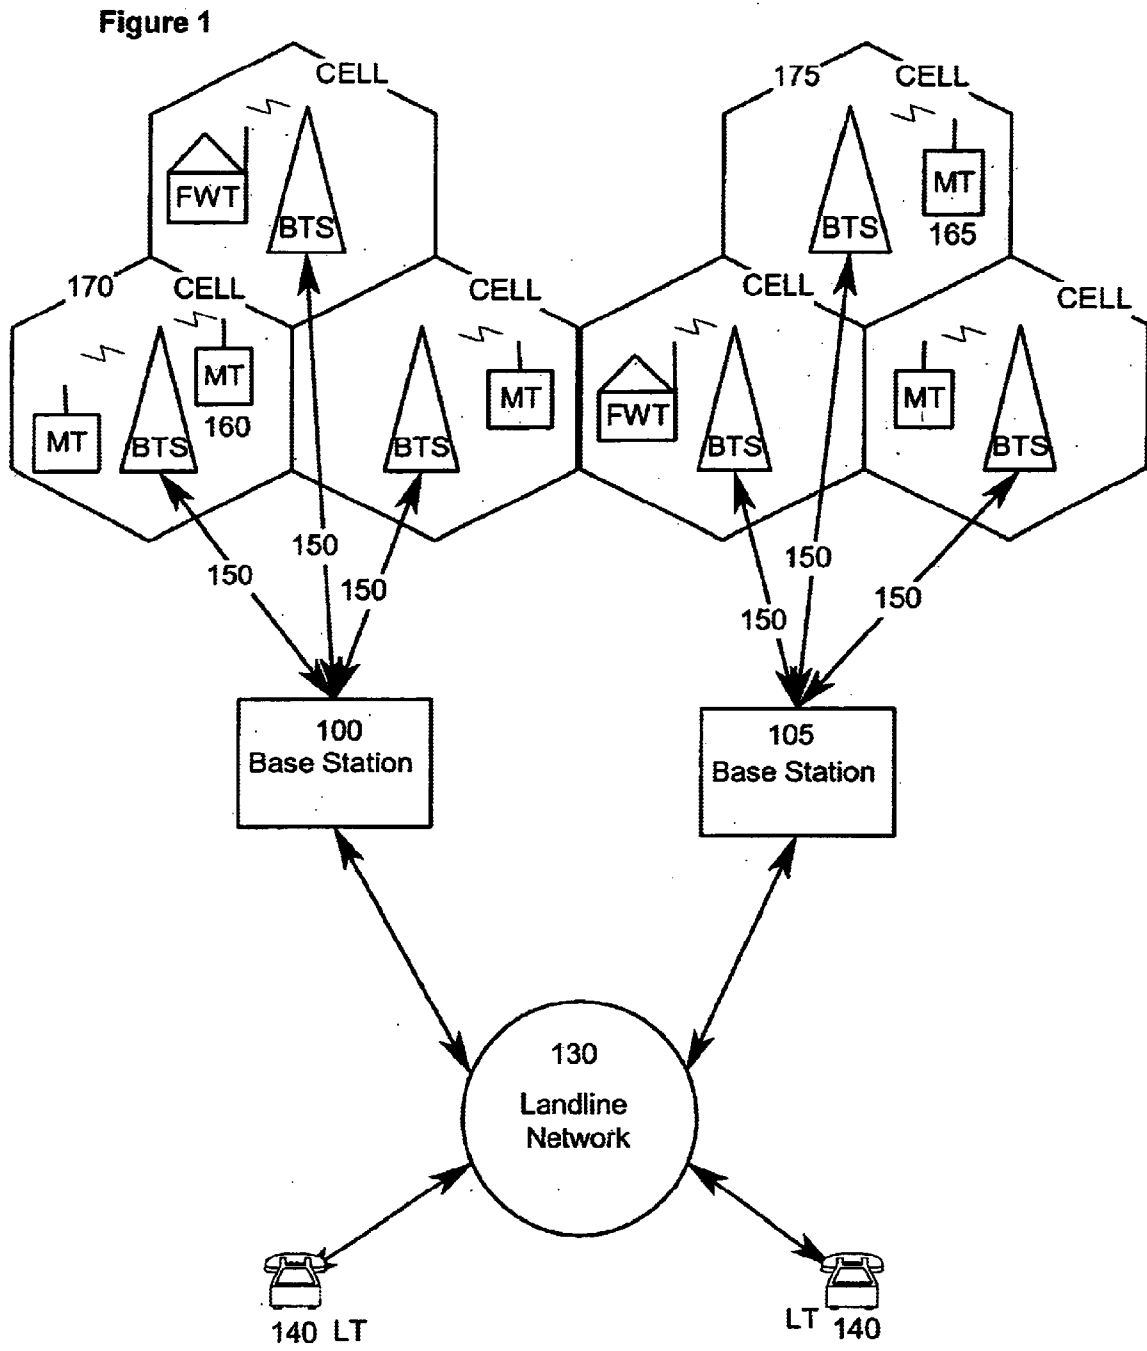 Figure 1
CELL
175
CELL
FWT
BTS
BTS
MT
165
170
CELL
CELL
CELL
CELL
MT
BTS
MT
160
BTS
MT
FWT
BTS
MT
BTS
150
150
150
150
150
150
100
Base Station
105
Base Station
130
Landline
Network
140 LT
LT 140